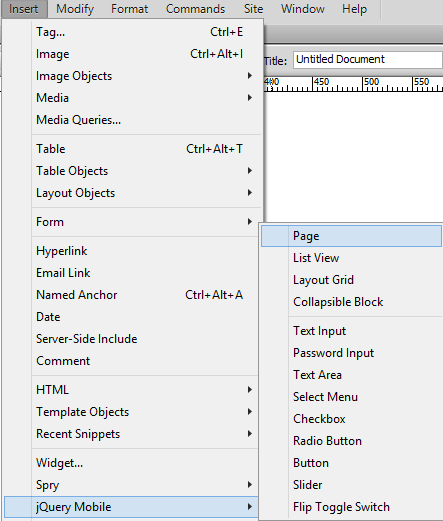 Insert Modify Format Commands Site Window Help
Tag... Ctrl+E
Image Ctrl+Alt+I
Image Objects
Title: Untitled Document
Media
450 500 550
Media Queries...
Table Ctrl+Alt+T
Table Objects
Layout Objects
Form
Page
Hyperlink
List View
Email Link
Layout Grid
Named Anchor Ctrl+Alt+A
Collapsible Block
Date
Text Input
Server-Side Include
Password Input
Comment
Text Area
HTML
Select Menu
Template Objects
Checkbox
Recent Snippets
Radio Button
Widget...
Button
Spry
Slider
jQuery Mobile
Flip Toggle Switch